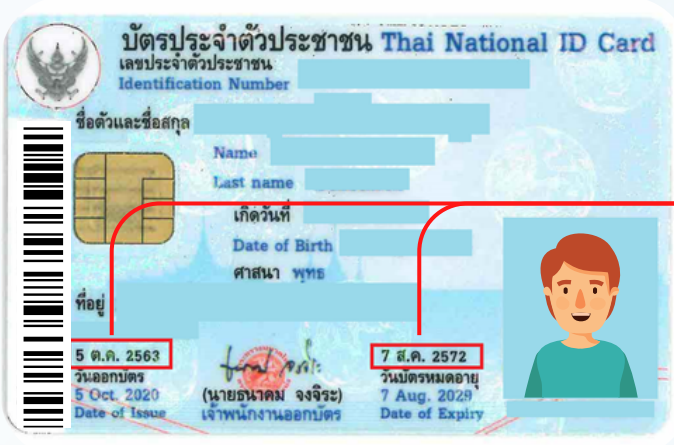 บัตรประจำตัวประชาชน Thai National ID Card
เลขประจำตัวประชาชน
Identification Number
ชื่อตัวและชื่อสกุล
Name
Last name
เกิดวันที่
Date of Birth
ศาสนา พุทธ
ที่อยู่
5 ต.ค. 2563
วันออกบัตร
5 Oct. 2020
Date of Issue
(นายธนาคม จงจิระ)
เจ้าพนักงานออกบัตร
7 ส.ค. 2572
วันบัตรหมดอายุ
7 Aug. 2029
Date of Expiry